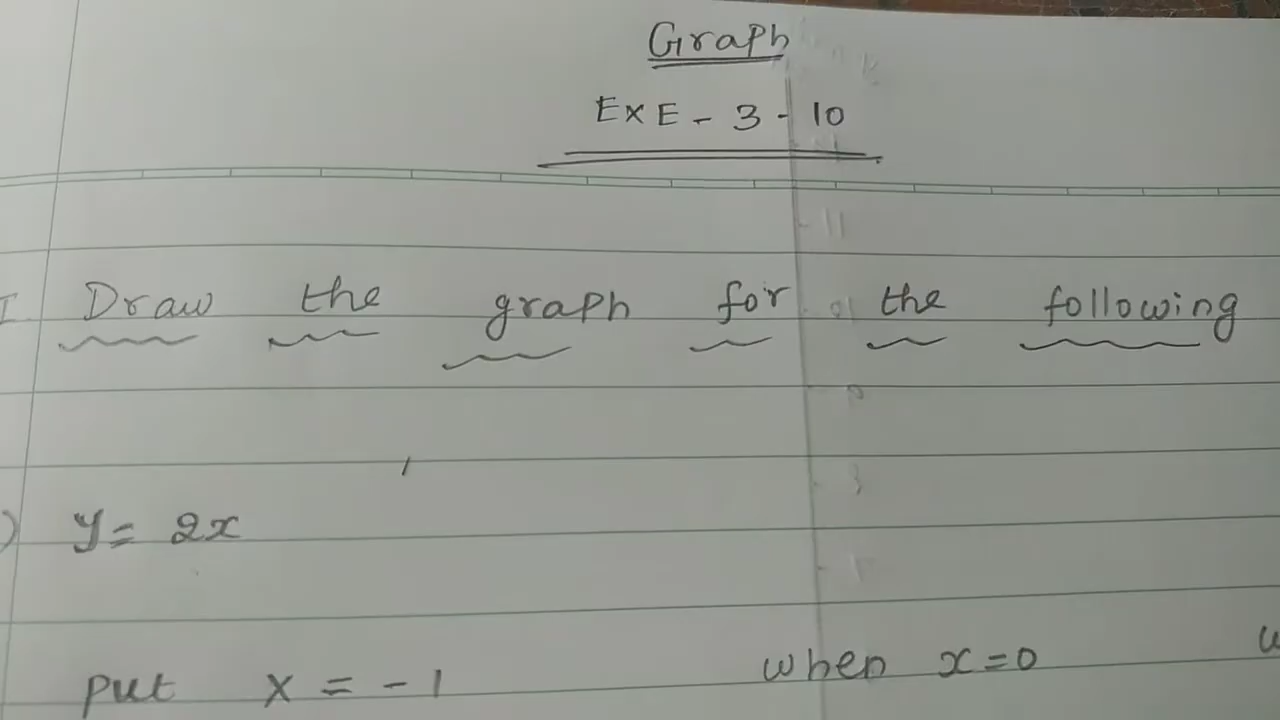 Graph
EXE - 3 - 10
I Draw the graph for the following
) y = 2x
put x = -1 when x = 0